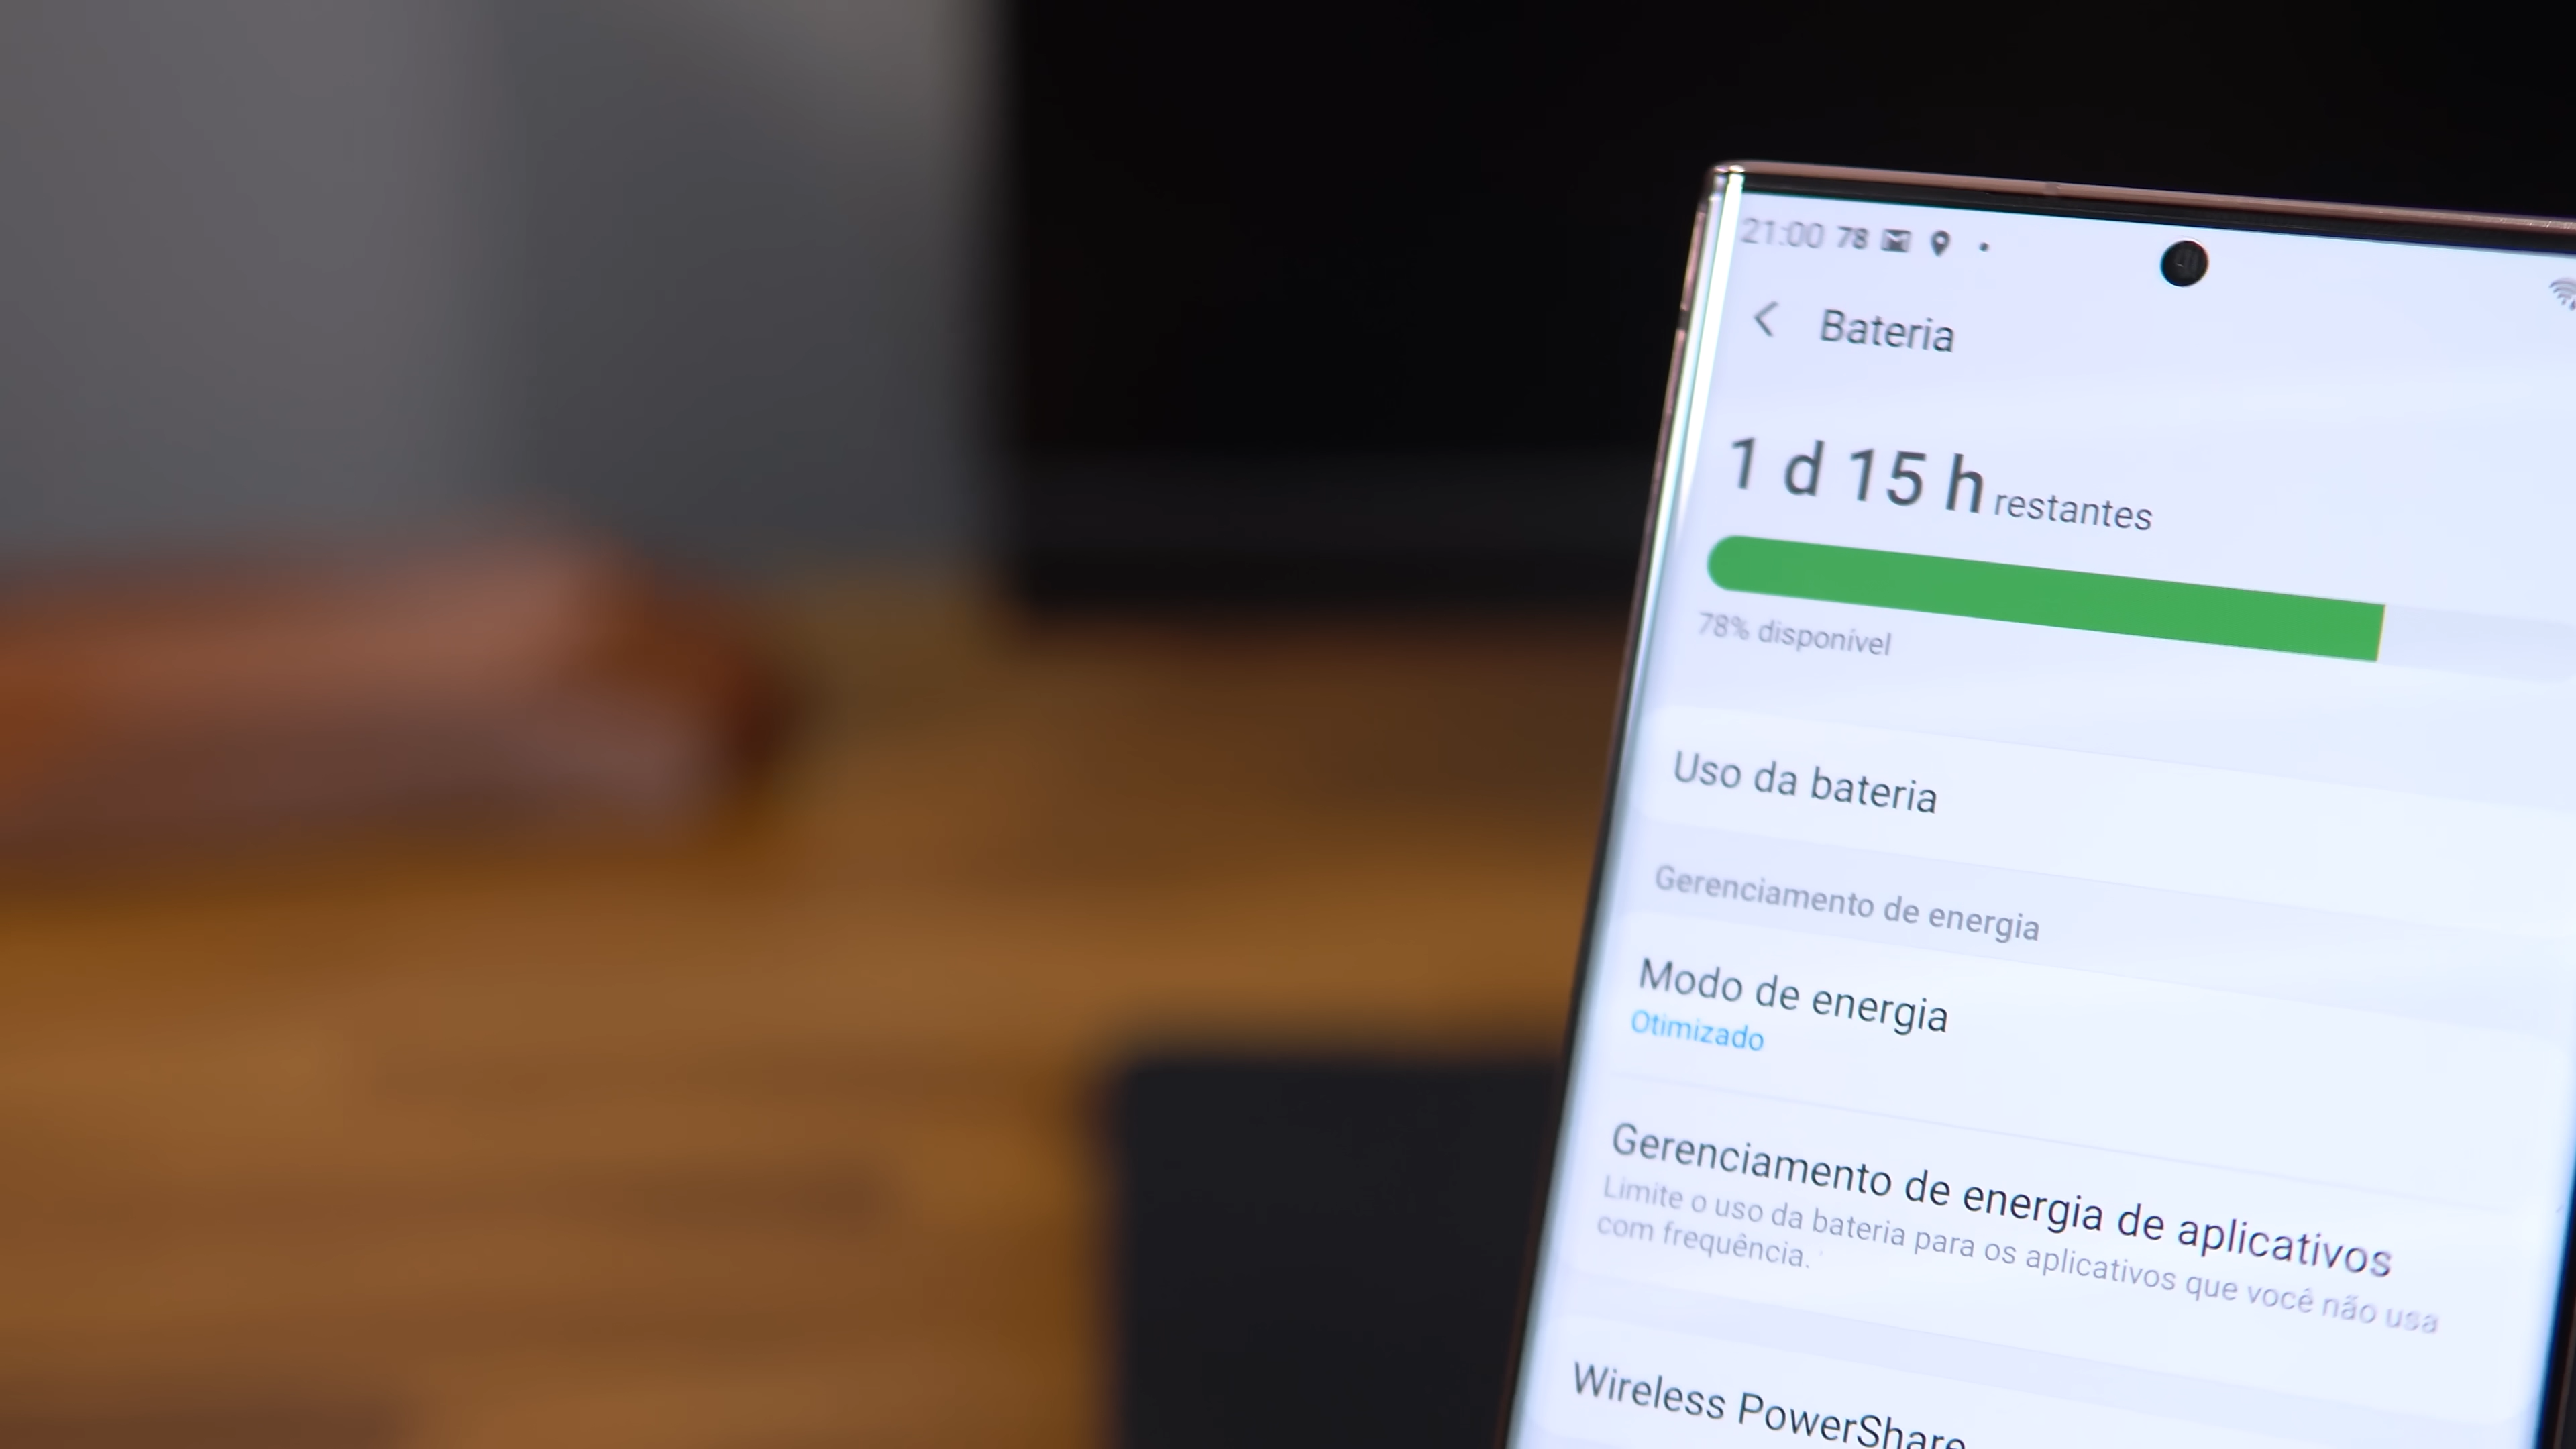 21:00 78
Bateria
1 d 15 h restantes
78% disponível
Uso da bateria
Gerenciamento de energia
Modo de energia
Otimizado
Gerenciamento de energia de aplicativos
Limite o uso da bateria para os aplicativos que você não usa
com frequência.
Wireless PowerShare